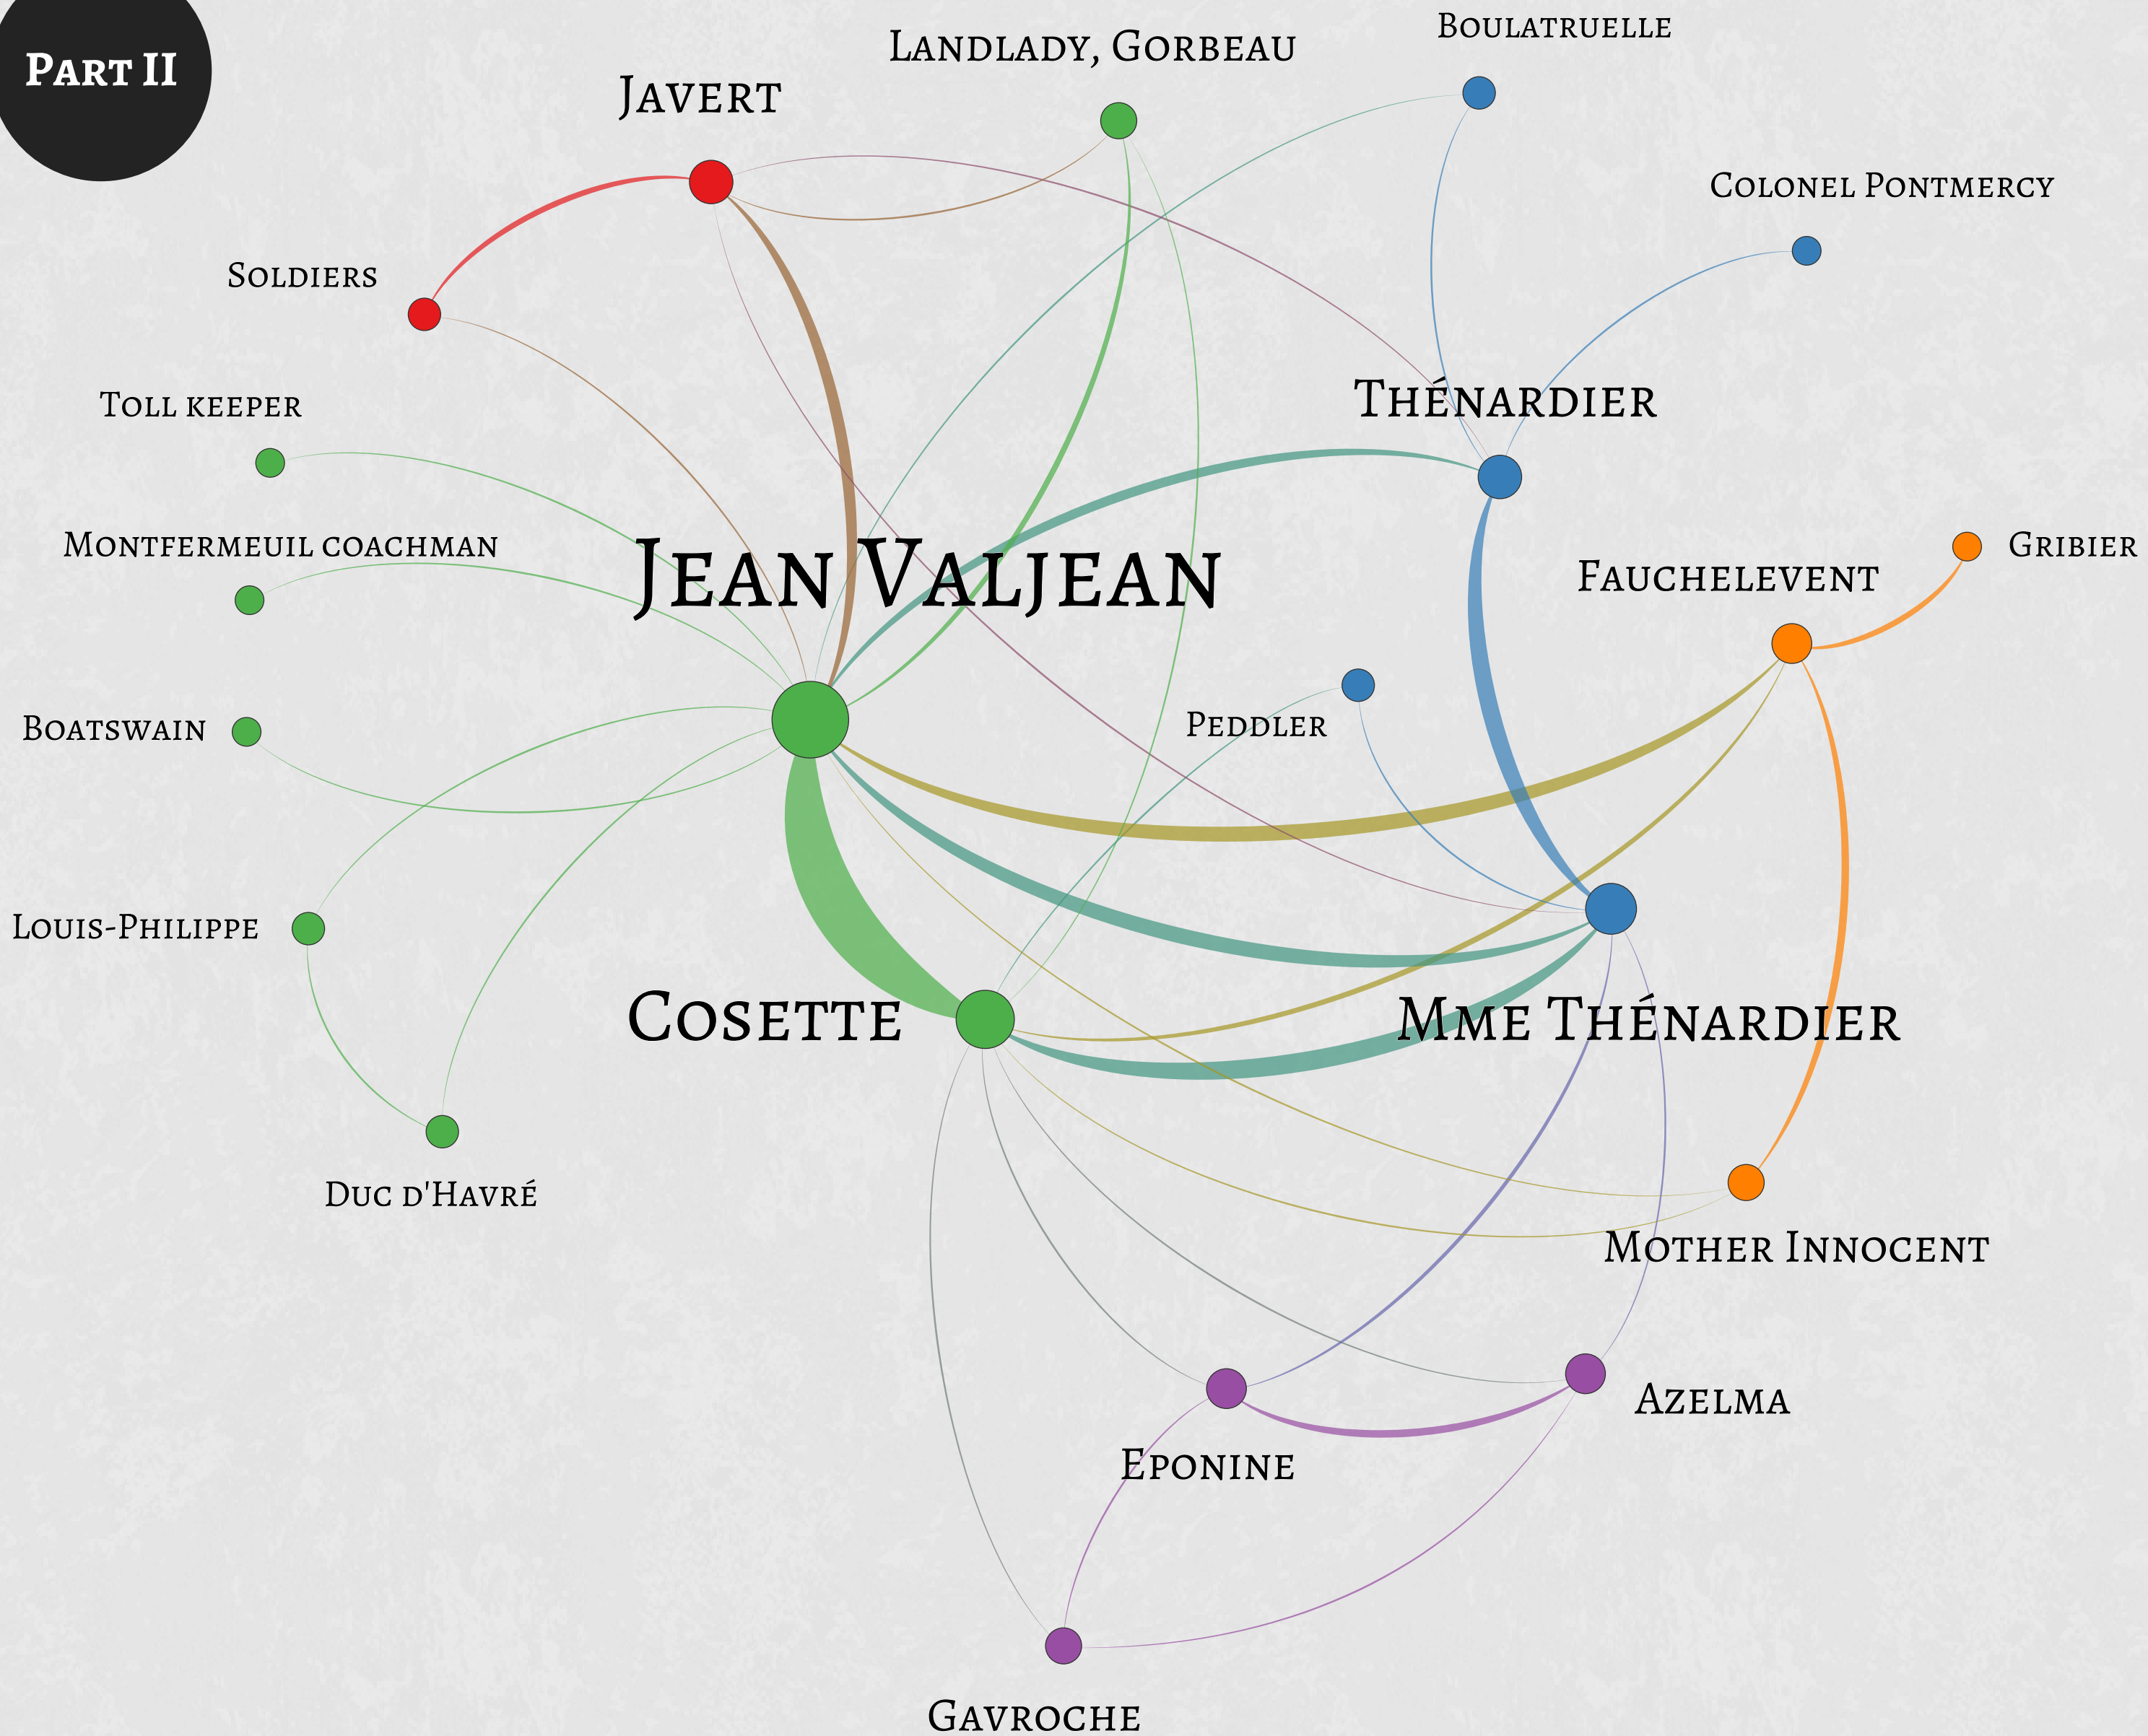 Part II
Boulatruelle
Landlady, Gorbeau
Javert
Colonel Pontmercy
Soldiers
Thénardier
Toll keeper
Montfermeuil coachman
Jean Valjean
Gribier
Fauchelevent
Peddler
Boatswain
Louis-Philippe
Cosette
Mme Thénardier
Duc d'Havré
Mother Innocent
Azelma
Eponine
Gavroche